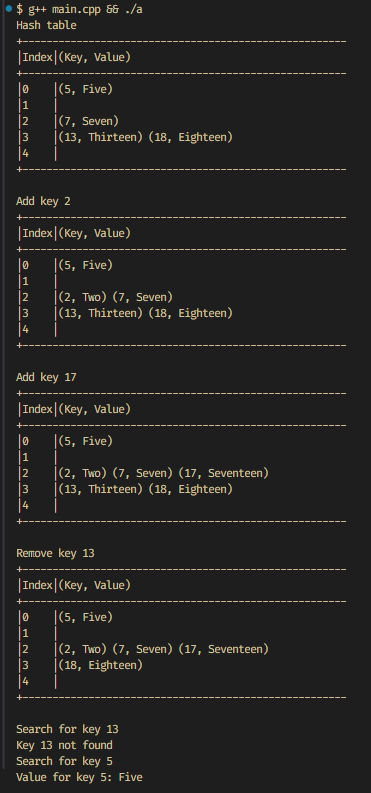 $ g++ main.cpp && ./a
Hash table
+------------------------------------------------------
|Index|(Key, Value)
+------------------------------------------------------
|0    |(5, Five)
|1    |
|2    |(7, Seven)
|3    |(13, Thirteen) (18, Eighteen)
|4    |
+------------------------------------------------------
Add key 2
+------------------------------------------------------
|Index|(Key, Value)
+------------------------------------------------------
|0    |(5, Five)
|1    |
|2    |(2, Two) (7, Seven)
|3    |(13, Thirteen) (18, Eighteen)
|4    |
+------------------------------------------------------
Add key 17
+------------------------------------------------------
|Index|(Key, Value)
+------------------------------------------------------
|0    |(5, Five)
|1    |
|2    |(2, Two) (7, Seven) (17, Seventeen)
|3    |(13, Thirteen) (18, Eighteen)
|4    |
+------------------------------------------------------
Remove key 13
+------------------------------------------------------
|Index|(Key, Value)
+------------------------------------------------------
|0    |(5, Five)
|1    |
|2    |(2, Two) (7, Seven) (17, Seventeen)
|3    |(18, Eighteen)
|4    |
+------------------------------------------------------
Search for key 13
Key 13 not found
Search for key 5
Value for key 5: Five